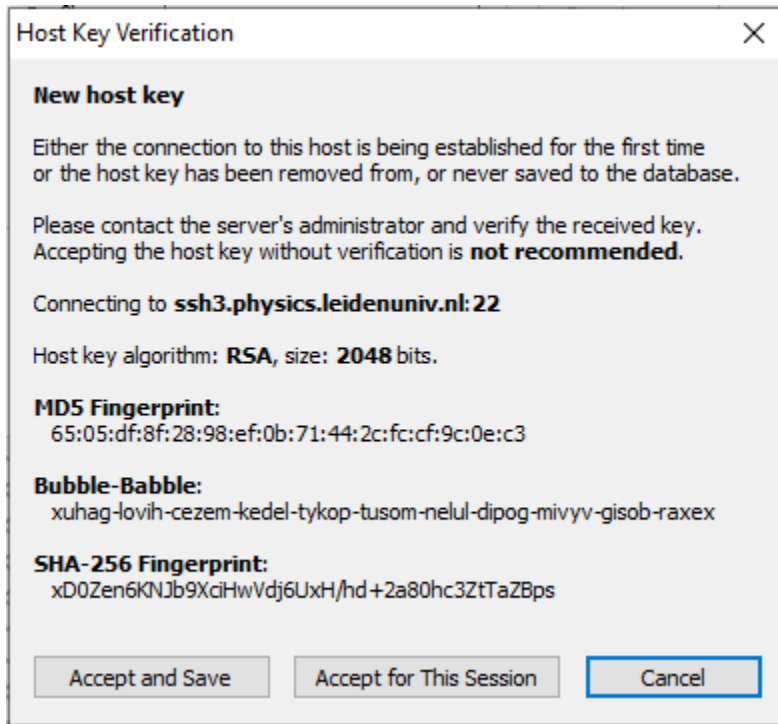 Host Key Verification
New host key
Either the connection to this host is being established for the first time
or the host key has been removed from, or never saved to the database.
Please contact the server's administrator and verify the received key.
Accepting the host key without verification is not recommended.
Connecting to ssh3.physics.leidenuniv.nl:22
Host key algorithm: RSA, size: 2048 bits.
MD5 Fingerprint:
65:05:df:8f:28:98:ef:0b:71:44:2c:fc:cf:9c:0e:c3
Bubble-Babble:
xuhag-lovih-cezem-kedel-tykop-tusom-nelul-dipog-mivyv-gisob-raxex
SHA-256 Fingerprint:
xD0Zen6KNJb9XciHwVdj6UxH/hd+2a80hc3ZtTaZBps
Accept and Save
Accept for This Session
Cancel